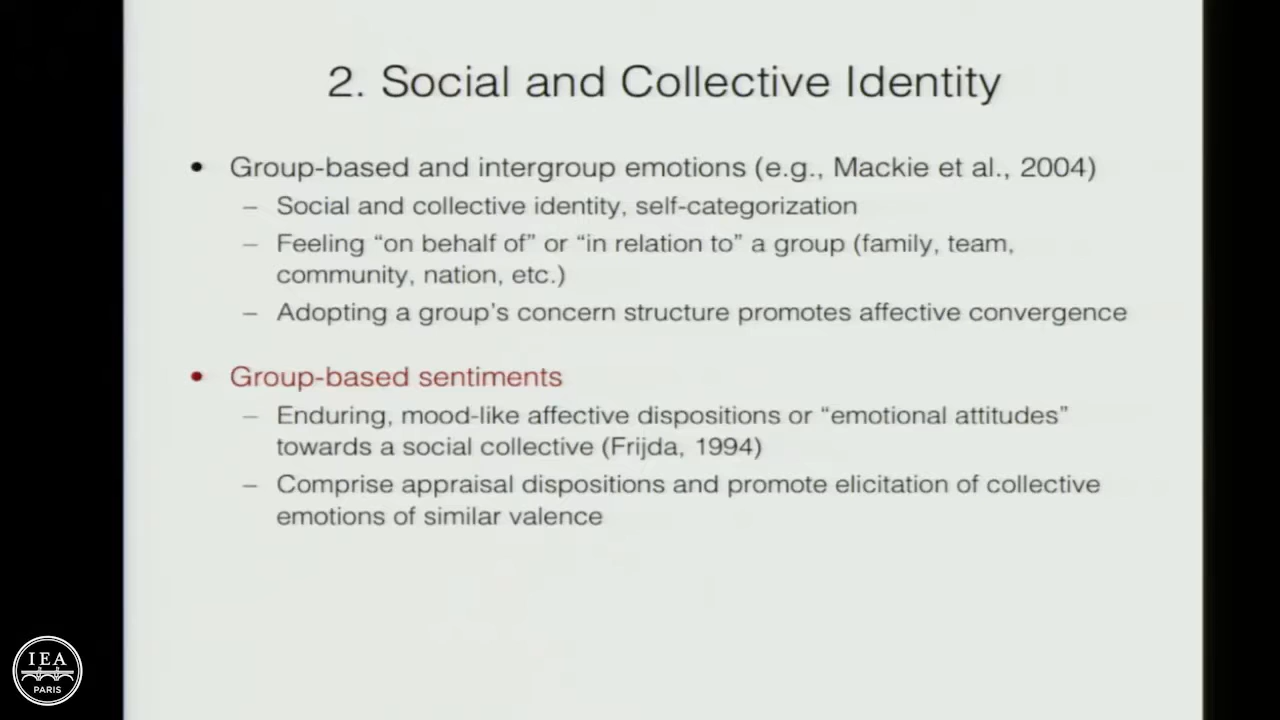 2. Social and Collective Identity
• Group-based and intergroup emotions (e.g., Mackie et al., 2004)
– Social and collective identity, self-categorization
– Feeling “on behalf of” or “in relation to” a group (family, team,
community, nation, etc.)
– Adopting a group’s concern structure promotes affective convergence
• Group-based sentiments
– Enduring, mood-like affective dispositions or “emotional attitudes”
towards a social collective (Frijda, 1994)
– Comprise appraisal dispositions and promote elicitation of collective
emotions of similar valence
IEA
PARIS